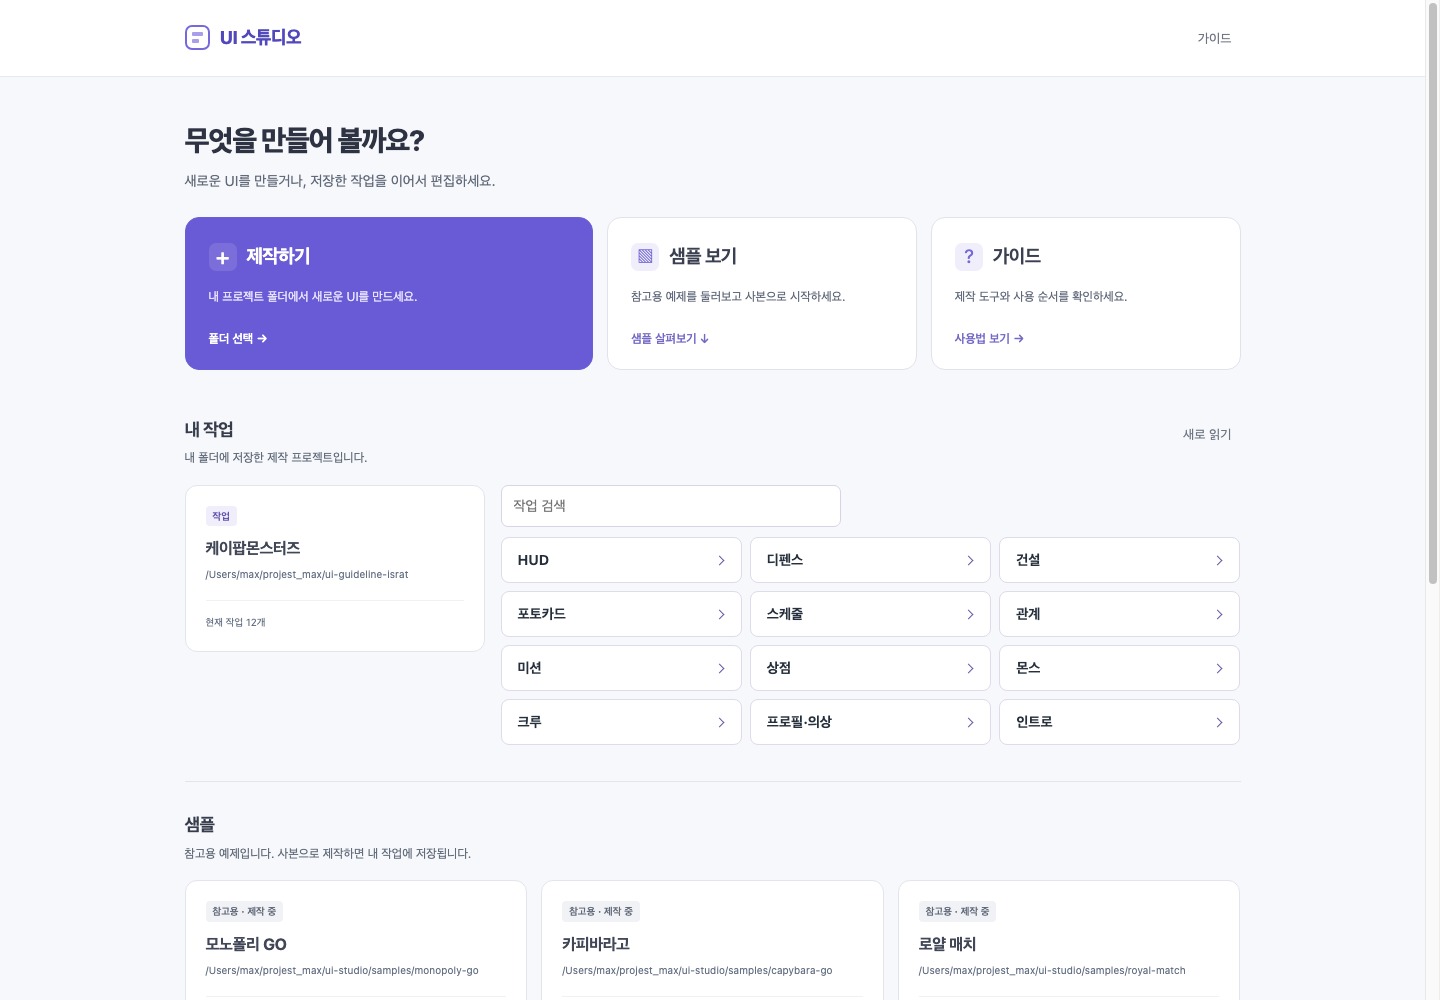 UI 스튜디오
가이드
무엇을 만들어 볼까요?
새로운 UI를 만들거나, 저장한 작업을 이어서 편집하세요.
+ 제작하기
내 프로젝트 폴더에서 새로운 UI를 만드세요.
폴더 선택 →
샘플 보기
참고용 예제를 둘러보고 사본으로 시작하세요.
샘플 살펴보기 ↓
? 가이드
제작 도구와 사용 순서를 확인하세요.
사용법 보기 →
내 작업
새로 읽기
내 폴더에 저장한 제작 프로젝트입니다.
작업
케이팝몬스터즈
/Users/max/projest_max/ui-guideline-israt
현재 작업 12개
작업 검색
HUD
디펜스
건설
포토카드
스케줄
관계
미션
상점
몬스
크루
프로필·의상
인트로
샘플
참고용 예제입니다. 사본으로 제작하면 내 작업에 저장됩니다.
참고용 · 제작 중
모노폴리 GO
/Users/max/projest_max/ui-studio/samples/monopoly-go
참고용 · 제작 중
카피바라고
/Users/max/projest_max/ui-studio/samples/capybara-go
참고용 · 제작 중
로얄 매치
/Users/max/projest_max/ui-studio/samples/royal-match